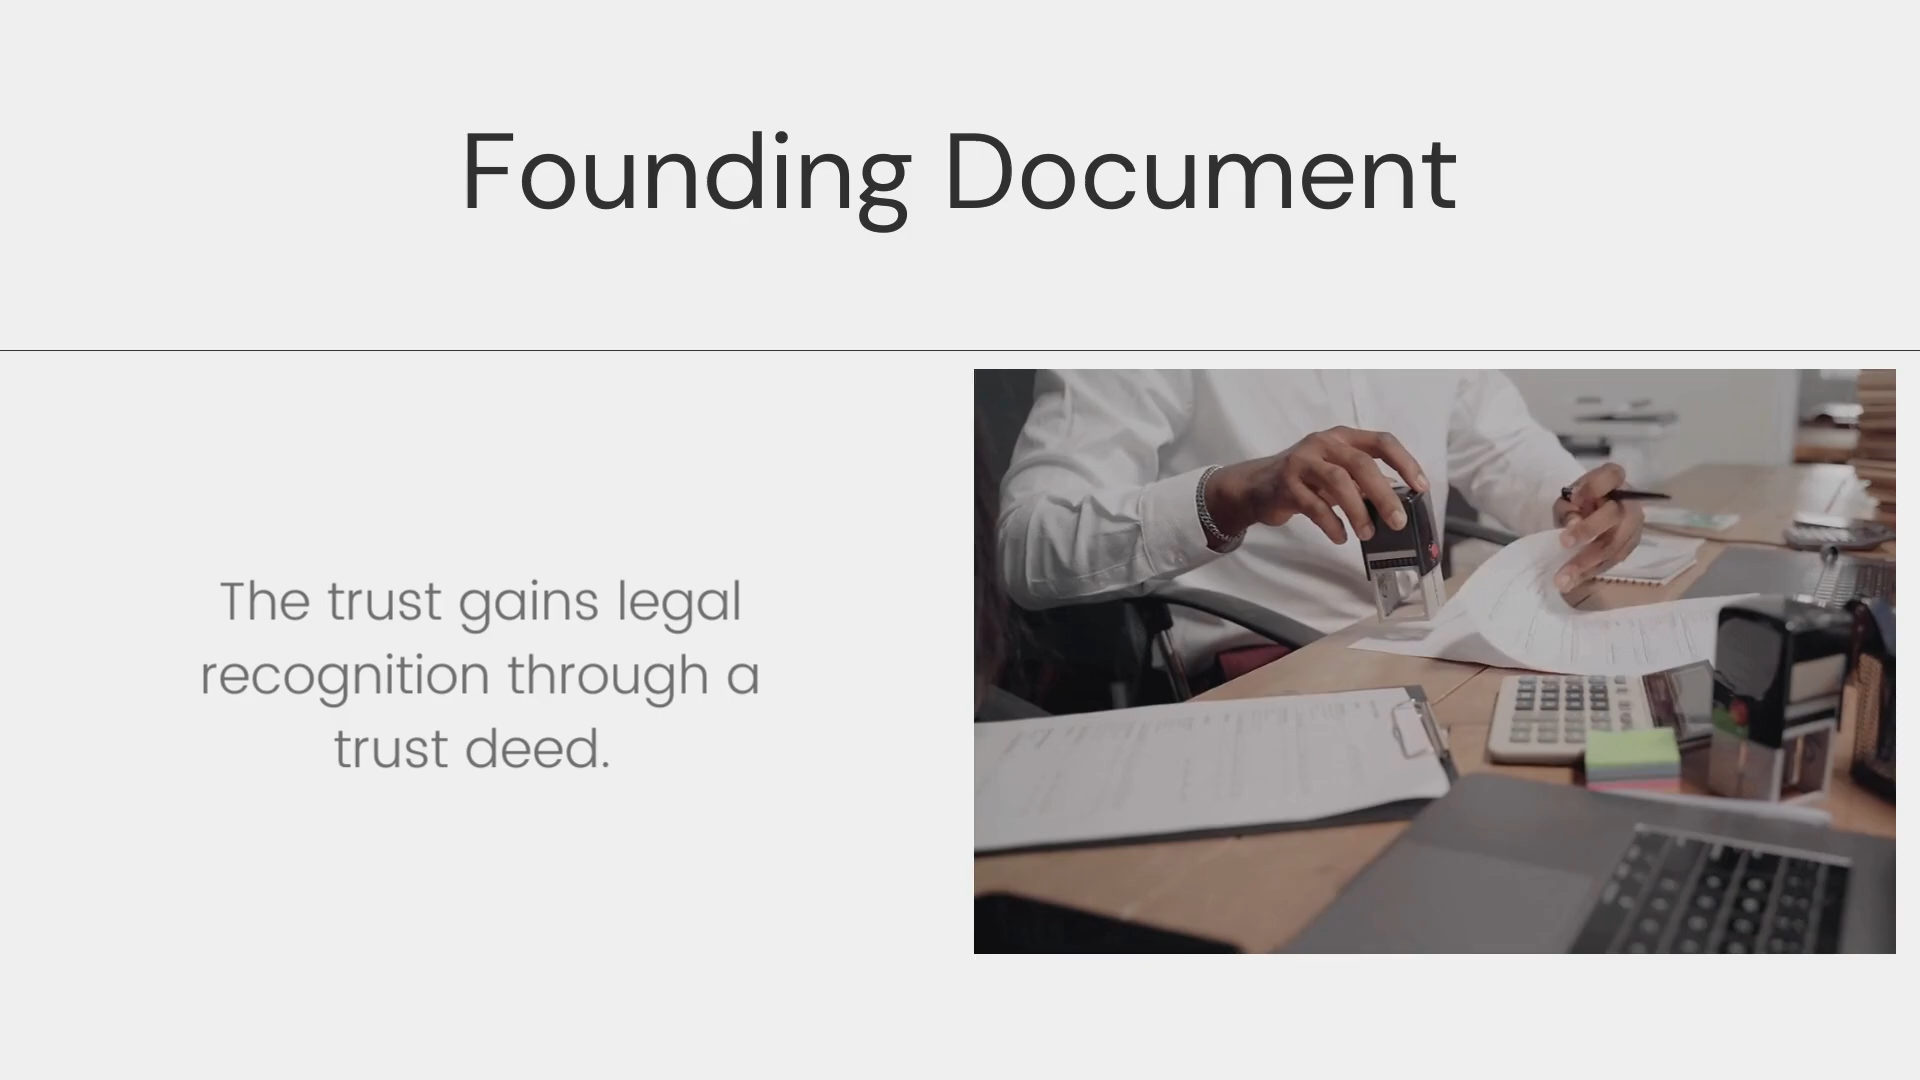 Founding Document
The trust gains legal
recognition through a
trust deed.